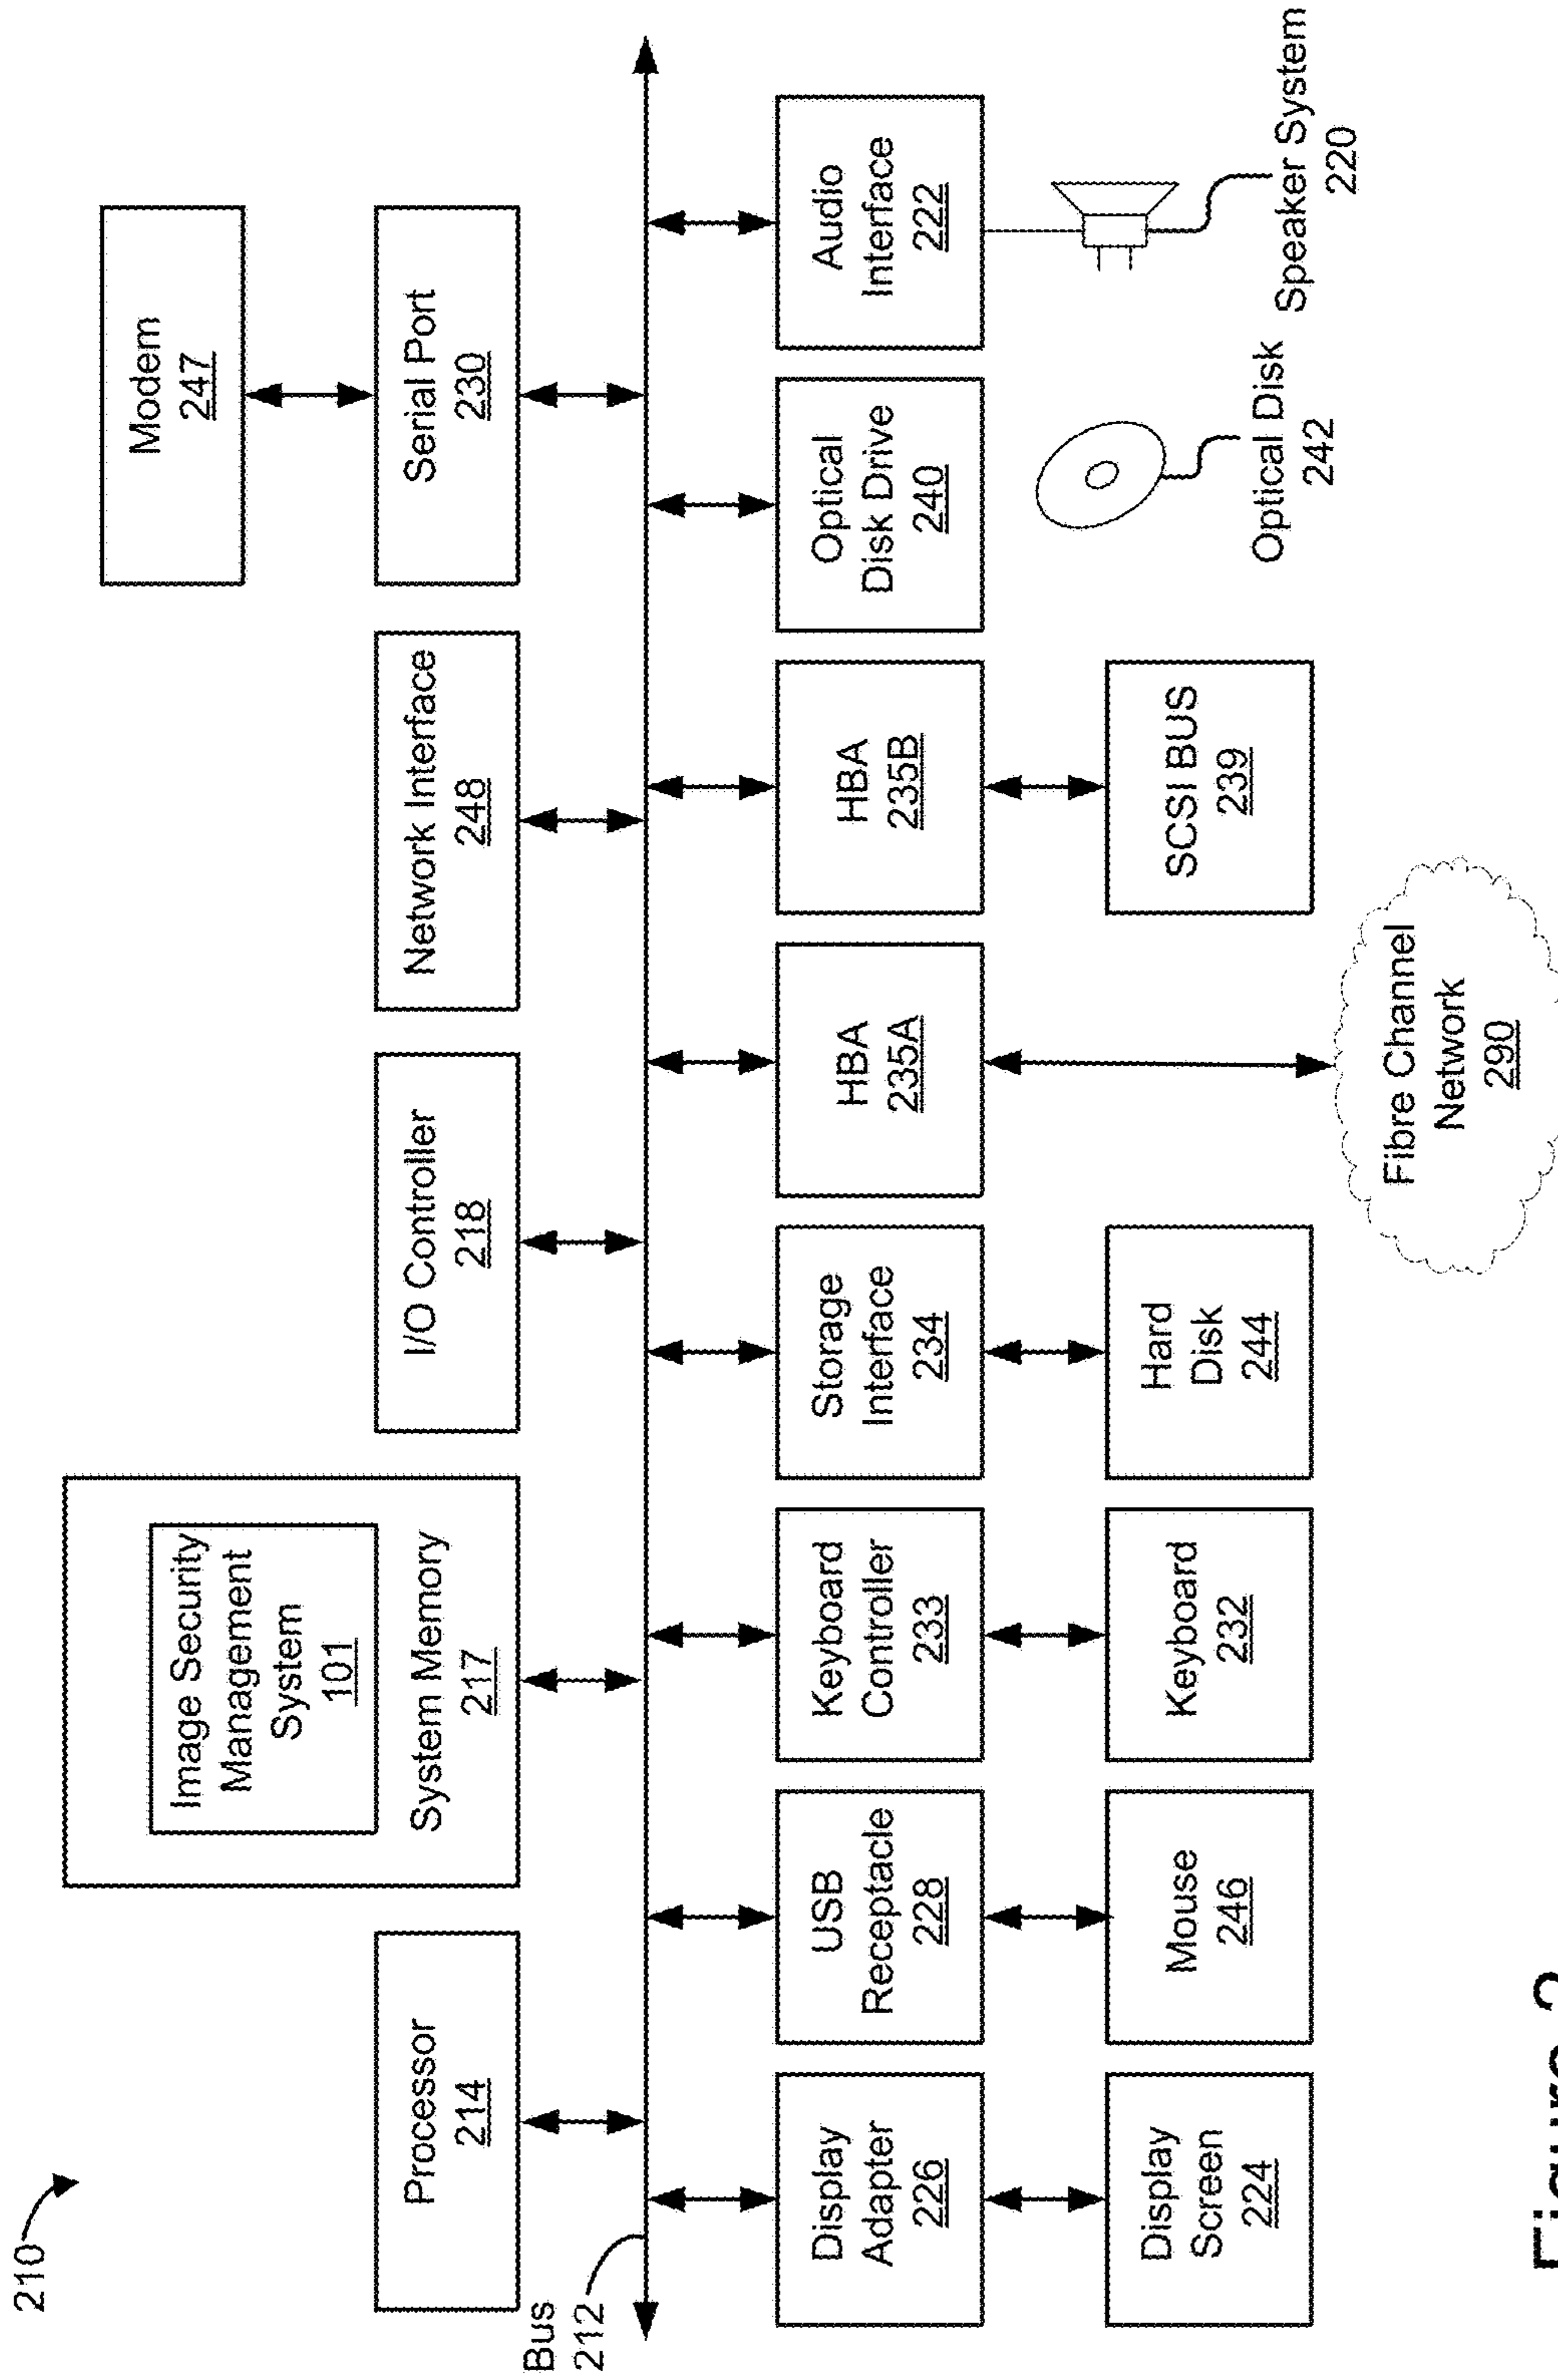 210
Modem
247
Image Security
Management
System
101
System Memory
217
Processor
214
I/O Controller
218
Network Interface
248
Serial Port
230
Bus
212
Display
Adapter
226
USB
Receptacle
228
Keyboard
Controller
233
Storage
Interface
234
HBA
235A
HBA
235B
Optical
Disk Drive
240
Audio
Interface
222
Display
Screen
224
Mouse
246
Keyboard
232
Hard
Disk
244
Fibre Channel
Network
290
SCSI BUS
239
Optical Disk
242
Speaker System
220
Figure 2